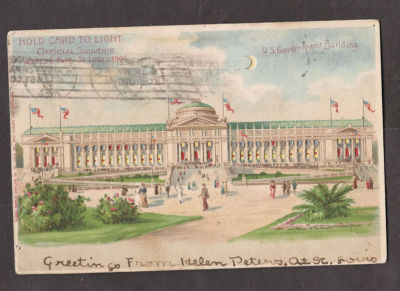 HOLD CARD TO LIGHT.
OFFICIAL SOUVENIR
WORLD'S FAIR ST. LOUIS 1904.
U.S. Government Building.
Greetings From Helen Peters, At St. Louis